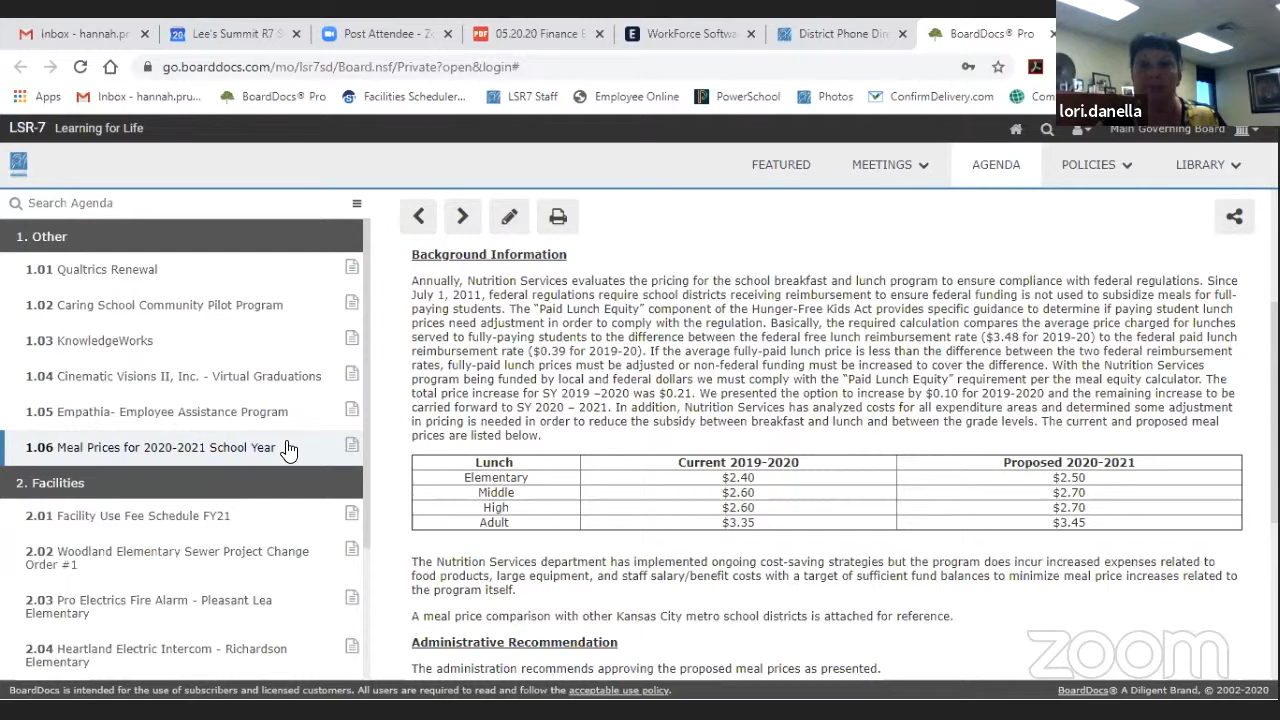 Inbox - hannah.pr
Lee's Summit R7 S
Post Attendee - Z
05.20.20 Finance E
WorkForce Softwa
District Phone Dire
BoardDocs® Pro
go.boarddocs.com/mo/lsr7sd/Board.nsf/Private?open&login#
Apps
Inbox - hannah.pru...
BoardDocs® Pro
Facilities Scheduler...
LSR7 Staff
Employee Online
PowerSchool
Photos
ConfirmDelivery.com
Com
lori.danella
LSR-7 Learning for Life
Main Governing Board
FEATURED
MEETINGS
AGENDA
POLICIES
LIBRARY
Search Agenda
1. Other
1.01 Qualtrics Renewal
1.02 Caring School Community Pilot Program
1.03 KnowledgeWorks
1.04 Cinematic Visions II, Inc. - Virtual Graduations
1.05 Empathia- Employee Assistance Program
1.06 Meal Prices for 2020-2021 School Year
2. Facilities
2.01 Facility Use Fee Schedule FY21
2.02 Woodland Elementary Sewer Project Change
Order #1
2.03 Pro Electrics Fire Alarm - Pleasant Lea
Elementary
2.04 Heartland Electric Intercom - Richardson
Elementary
Background Information
Annually, Nutrition Services evaluates the pricing for the school breakfast and lunch program to ensure compliance with federal regulations. Since
July 1, 2011, federal regulations require school districts receiving reimbursement to ensure federal funding is not used to subsidize meals for full-
paying students. The “Paid Lunch Equity” component of the Hunger-Free Kids Act provides specific guidance to determine if paying student lunch
prices need adjustment in order to comply with the regulation. Basically, the required calculation compares the average price charged for lunches
served to fully-paying students to the difference between the federal free lunch reimbursement rate ($3.48 for 2019-20) to the federal paid lunch
reimbursement rate ($0.39 for 2019-20). If the average fully-paid lunch price is less than the difference between the two federal reimbursement
rates, fully-paid lunch prices must be adjusted or non-federal funding must be increased to cover the difference. With the Nutrition Services
program being funded by local and federal dollars we must comply with the “Paid Lunch Equity” requirement per the meal equity calculator. The
total price increase for SY 2019 –2020 was $0.21. We presented the option to increase by $0.10 for 2019-2020 and the remaining increase to be
carried forward to SY 2020 – 2021. In addition, Nutrition Services has analyzed costs for all expenditure areas and determined some adjustment
in pricing is needed in order to reduce the subsidy between breakfast and lunch and between the grade levels. The current and proposed meal
prices are listed below.
Lunch Current 2019-2020 Proposed 2020-2021
Elementary $2.40 $2.50
Middle $2.60 $2.70
High $2.60 $2.70
Adult $3.35 $3.45
The Nutrition Services department has implemented ongoing cost-saving strategies but the program does incur increased expenses related to
food products, large equipment, and staff salary/benefit costs with a target of sufficient fund balances to minimize meal price increases related to
the program itself.
A meal price comparison with other Kansas City metro school districts is attached for reference.
Administrative Recommendation
The administration recommends approving the proposed meal prices as presented.
zoom
BoardDocs is intended for the use of subscribers and licensed customers. All users are required to read and follow the acceptable use policy.
BoardDocs® A Diligent Brand, © 2002-2020